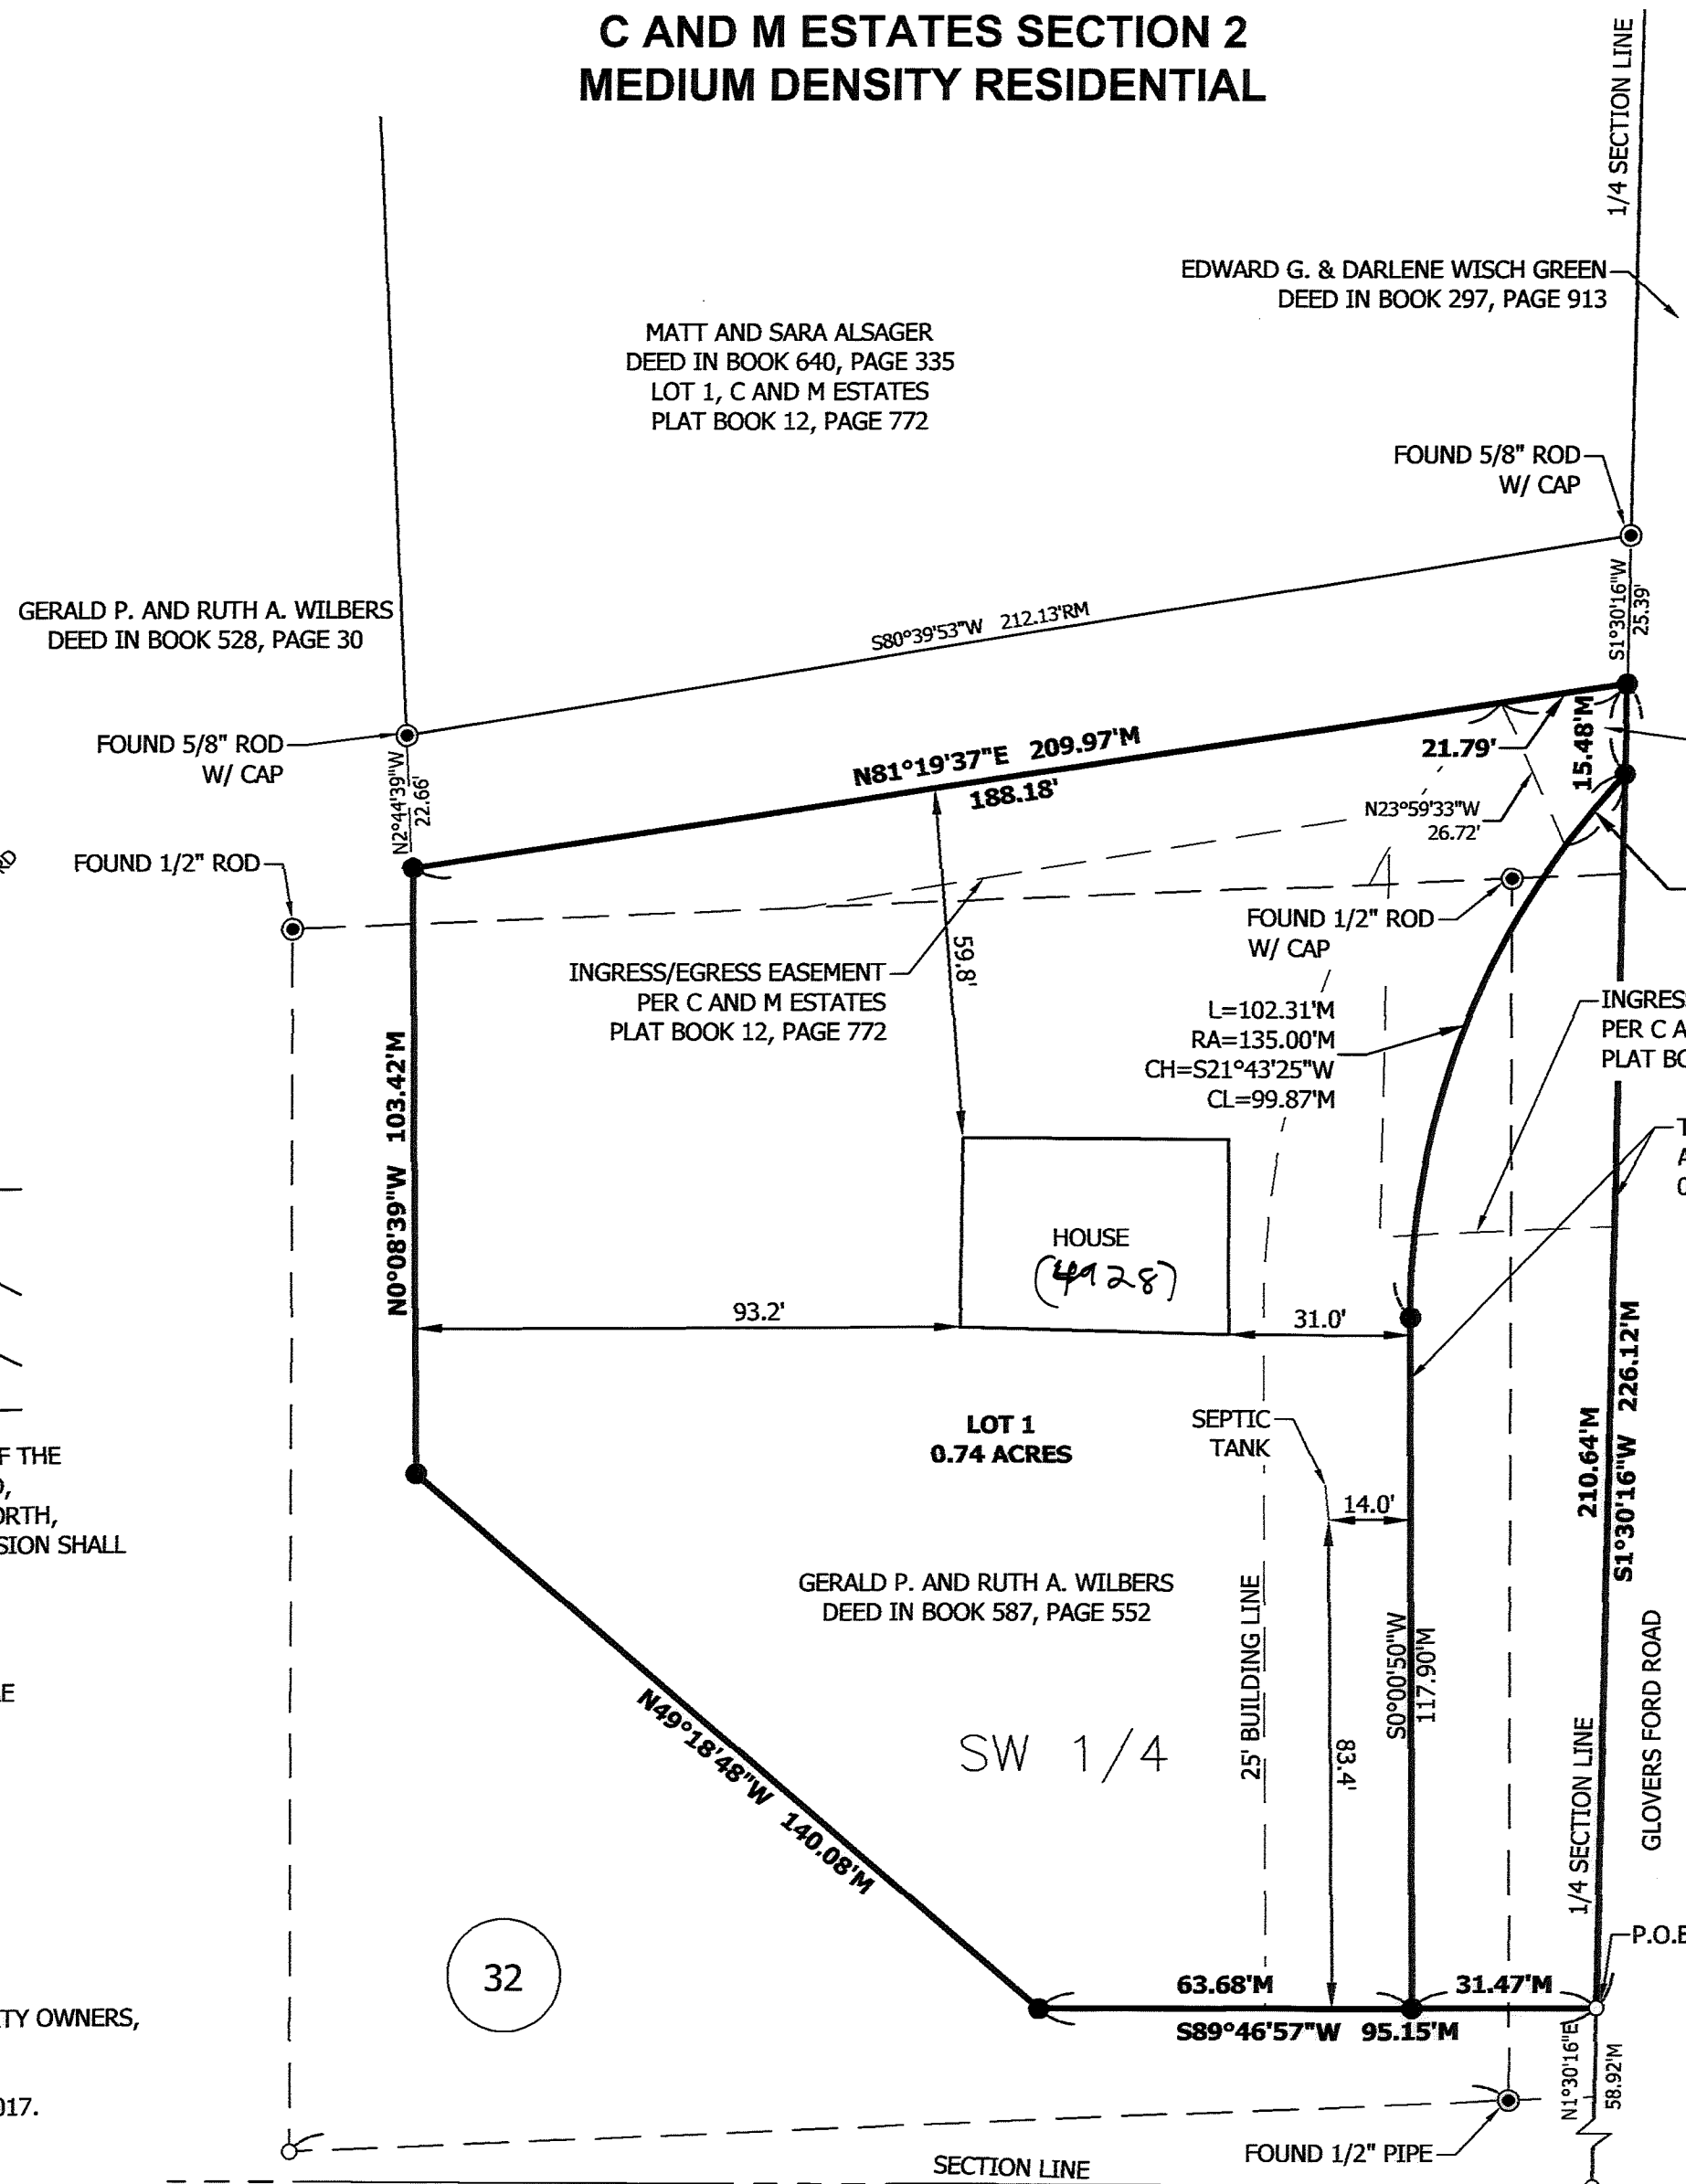 C AND M ESTATES SECTION 2
MEDIUM DENSITY RESIDENTIAL
1/4 SECTION LINE
EDWARD G. & DARLENE WISCH GREEN
DEED IN BOOK 297, PAGE 913
MATT AND SARA ALSAGER
DEED IN BOOK 640, PAGE 335
LOT 1, C AND M ESTATES
PLAT BOOK 12, PAGE 772
FOUND 5/8" ROD
W/ CAP
S1°30'16"W
25.39'
GERALD P. AND RUTH A. WILBERS
DEED IN BOOK 528, PAGE 30
S80°39'53"W 212.13'RM
FOUND 5/8" ROD
W/ CAP
N2°44'39"W
22.66'
N81°19'37"E 209.97'M
188.18'
21.79'
15.48'M
N23°59'33"W
26.72'
RD
FOUND 1/2" ROD
FOUND 1/2" ROD
W/ CAP
59.8'
INGRESS/EGRESS EASEMENT
PER C AND M ESTATES
PLAT BOOK 12, PAGE 772
L=102.31'M
RA=135.00'M
CH=S21°43'25"W
CL=99.87'M
INGRES
PER C A
PLAT BO
N0°08'39"W 103.42'M
T
A
0
HOUSE
(4928)
93.2'
31.0'
210.64'M
S1°30'16"W 226.12'M
LOT 1
0.74 ACRES
SEPTIC
TANK
14.0'
F THE
ORTH,
SION SHALL
GERALD P. AND RUTH A. WILBERS
DEED IN BOOK 587, PAGE 552
25' BUILDING LINE
S0°00'50"W
117.90'M
83.4'
GLOVERS FORD ROAD
1/4 SECTION LINE
E
N49°18'48"W 140.08'M
SW 1/4
32
P.O.B
63.68'M
31.47'M
S89°46'57"W 95.15'M
TY OWNERS,
N1°30'16"E
58.92'M
017.
FOUND 1/2" PIPE
SECTION LINE